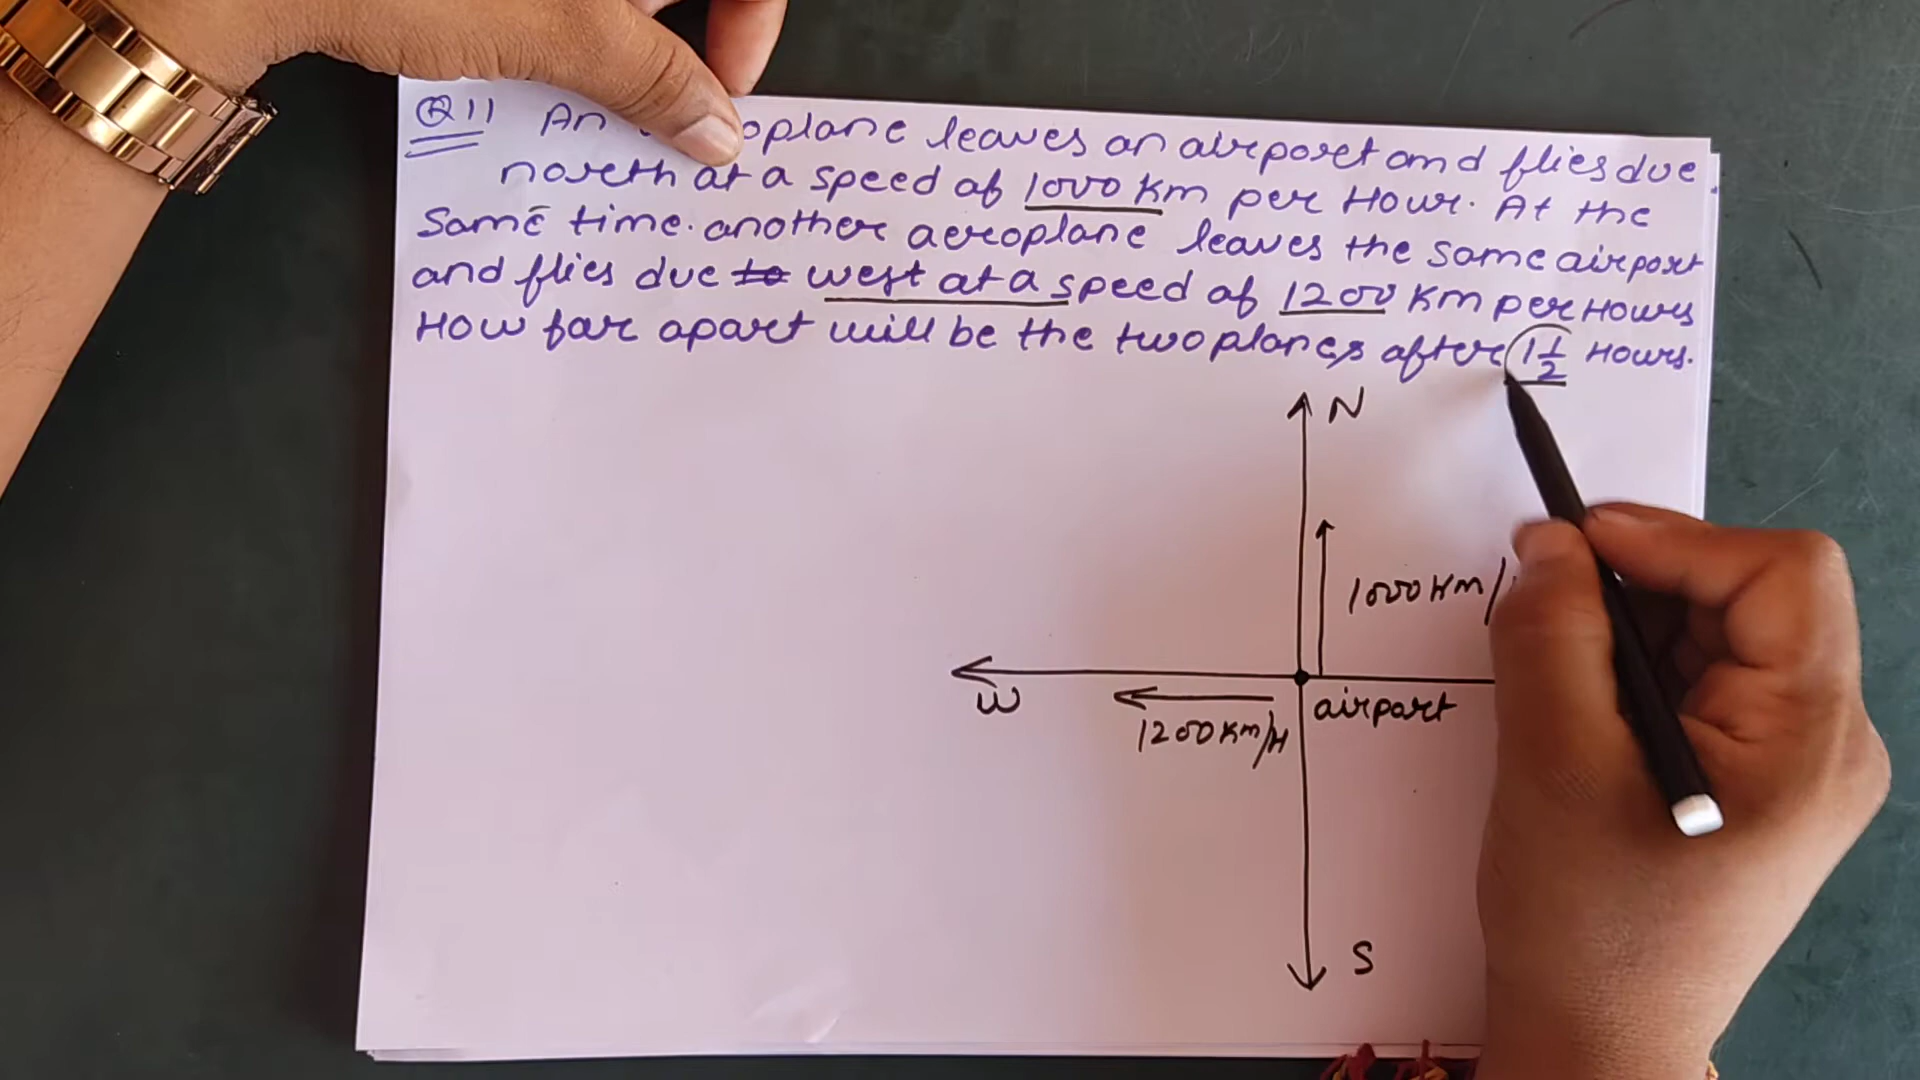 Q11 An oplane leaves an airport and flies due
north at a speed of 1000 Km per Hour. At the
Same time. another aeroplane leaves the same airport
and flies due to west at a speed of 1200 Km per Hours
How far apart will be the two planes after 1 1/2 Hours.
N
1000 Km/
W
airport
1200 Km/H
S